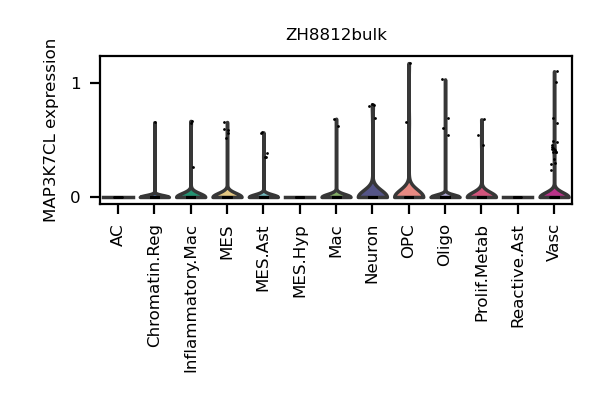 ZH8812bulk
MAP3K7CL expression
1
0
AC
Chromatin.Reg
Inflammatory.Mac
MES
MES.Ast
MES.Hyp
Mac
Neuron
OPC
Oligo
Prolif.Metab
Reactive.Ast
Vasc